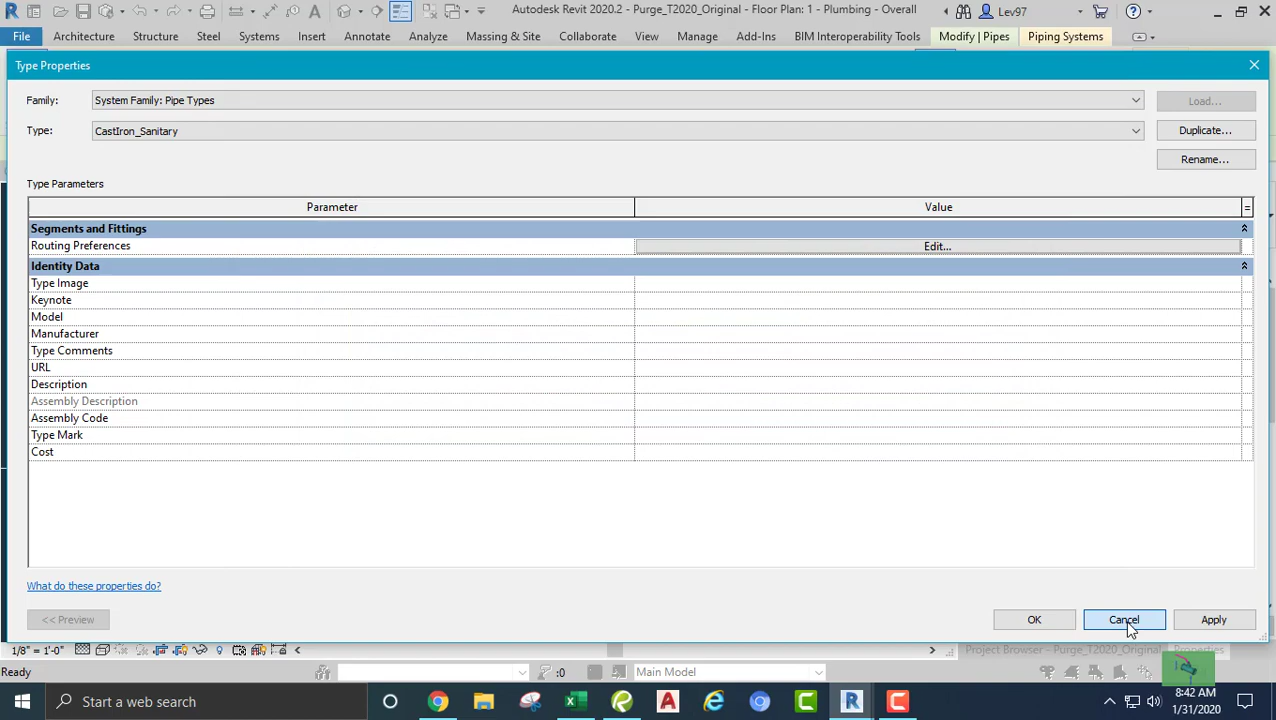 Autodesk Revit 2020.2 - Purge_T2020_Original - Floor Plan: 1 - Plumbing - Overall
Lev97
File Architecture Structure Steel Systems Insert Annotate Analyze Massing & Site Collaborate View Manage Add-Ins BIM Interoperability Tools Modify | Pipes Piping Systems
Type Properties
Family: System Family: Pipe Types Load...
Type: CastIron_Sanitary Duplicate...
Rename...
Type Parameters
Parameter Value =
Segments and Fittings
Routing Preferences Edit...
Identity Data
Type Image
Keynote
Model
Manufacturer
Type Comments
URL
Description
Assembly Description
Assembly Code
Type Mark
Cost
What do these properties do?
<< Preview OK Cancel Apply
1/8" = 1'-0" Project Browser - Purge_T2020_Original Properties
Ready :0 Main Model
Start a web search
8:42 AM
1/31/2020